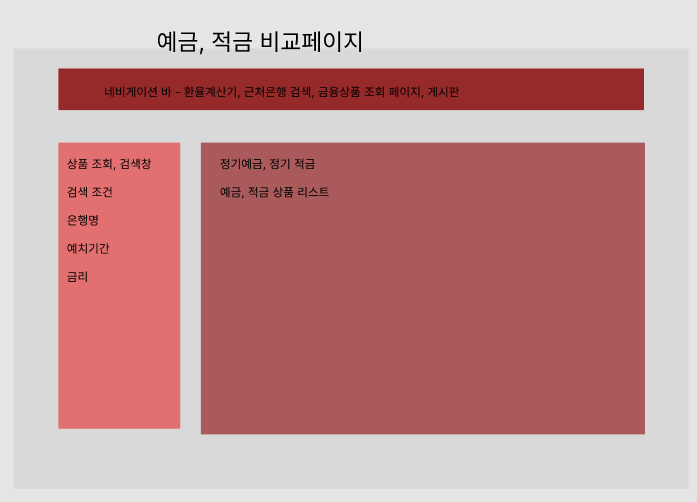 예금, 적금 비교페이지
네비게이션 바 - 환율계산기, 근처은행 검색, 금융상품 조회 페이지, 게시판
상품 조회, 검색창
검색 조건
은행명
예치기간
금리
정기예금, 정기 적금
예금, 적금 상품 리스트